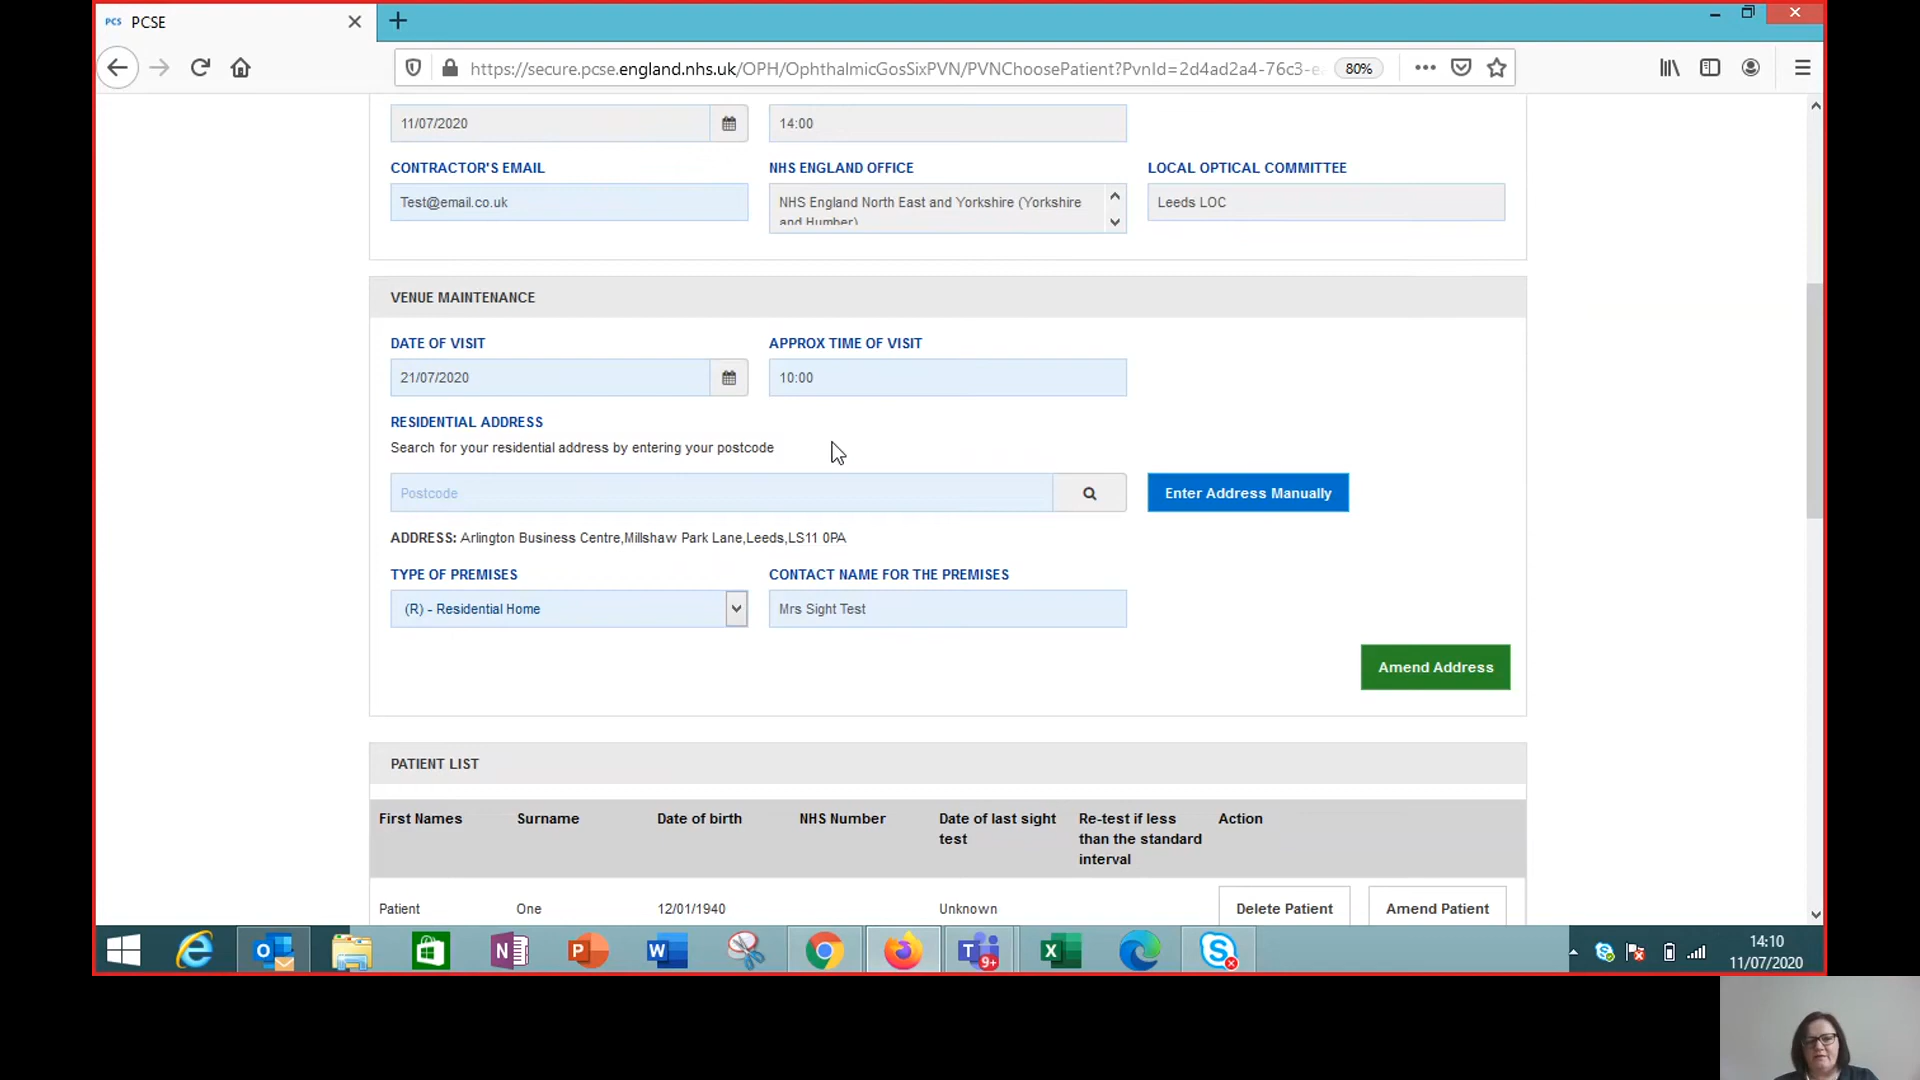 PCS PCSE
https://secure.pcse.england.nhs.uk/OPH/OphthalmicGosSixPVN/PVNChoosePatient?PvnId=2d4ad2a4-76c3-e
80%
11/07/2020 14:00
CONTRACTOR'S EMAIL NHS ENGLAND OFFICE LOCAL OPTICAL COMMITTEE
Test@email.co.uk NHS England North East and Yorkshire (Yorkshire Leeds LOC
and Humber)
VENUE MAINTENANCE
DATE OF VISIT APPROX TIME OF VISIT
21/07/2020 10:00
RESIDENTIAL ADDRESS
Search for your residential address by entering your postcode
Postcode Enter Address Manually
ADDRESS: Arlington Business Centre,Millshaw Park Lane,Leeds,LS11 0PA
TYPE OF PREMISES CONTACT NAME FOR THE PREMISES
(R) - Residential Home Mrs Sight Test
Amend Address
PATIENT LIST
First Names Surname Date of birth NHS Number Date of last sight Re-test if less Action
test than the standard
interval
Patient One 12/01/1940 Unknown Delete Patient Amend Patient
9+
14:10
11/07/2020